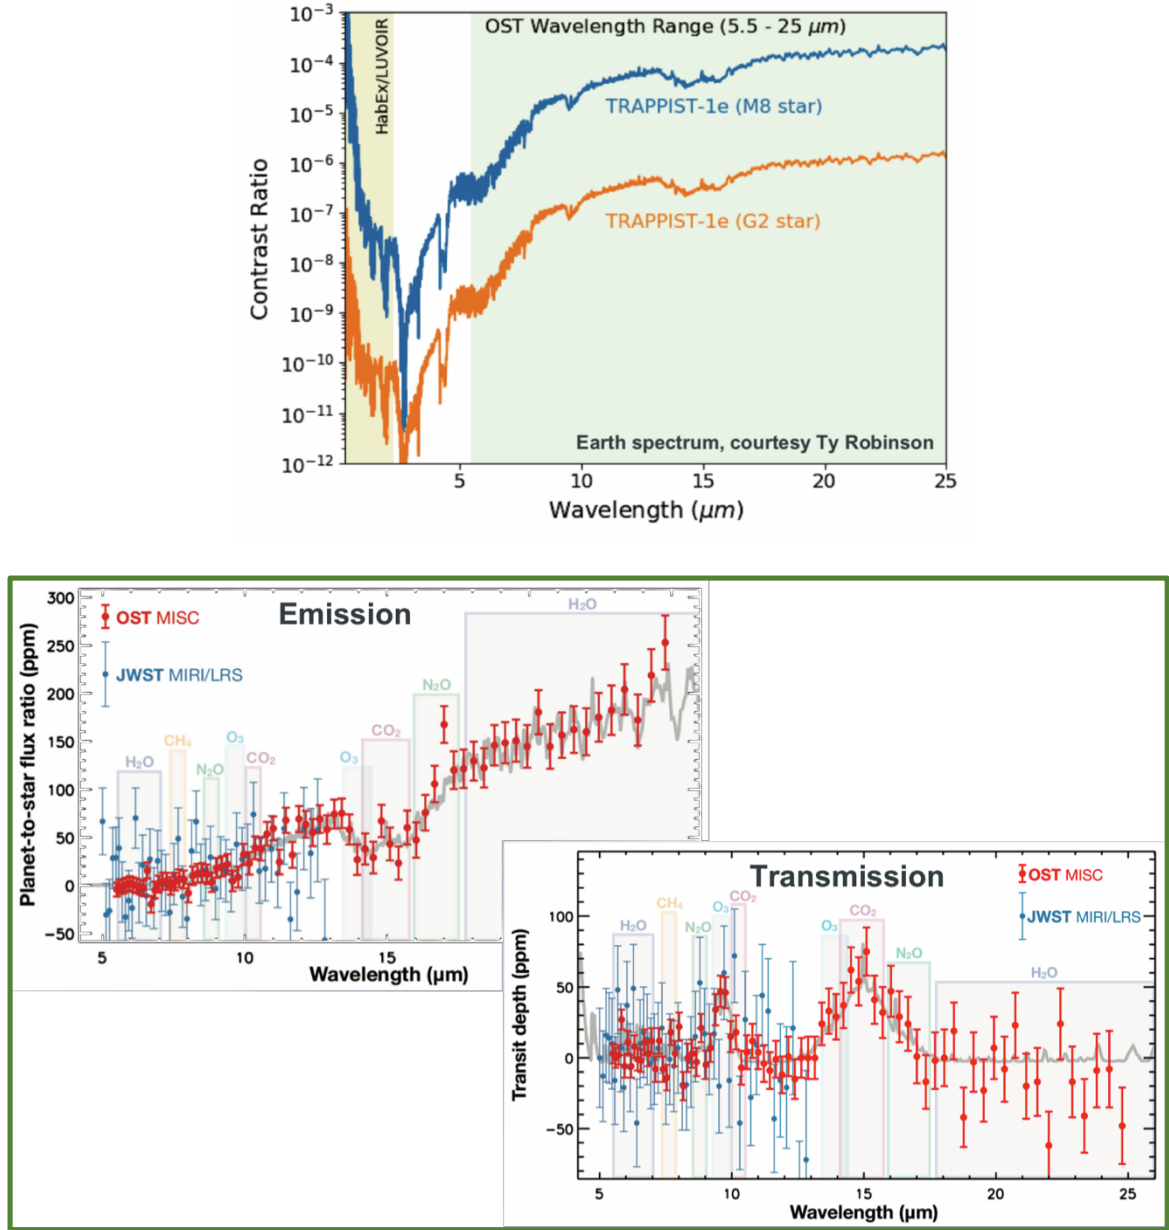 OST Wavelength Range (5.5 - 25 μm)
HabEx/LUVOIR
TRAPPIST-1e (M8 star)
TRAPPIST-1e (G2 star)
Earth spectrum, courtesy Ty Robinson
Contrast Ratio
10⁻³
10⁻⁴
10⁻⁵
10⁻⁶
10⁻⁷
10⁻⁸
10⁻⁹
10⁻¹⁰
10⁻¹¹
10⁻¹²
5 10 15 20 25
Wavelength (μm)
Emission
OST MISC
JWST MIRI/LRS
H₂O
CH₄
N₂O
O₃
CO₂
O₃
CO₂
N₂O
H₂O
Planet-to-star flux ratio (ppm)
300
250
200
150
100
50
0
−50
5 10 15
Wavelength (μm)
Transmission
OST MISC
JWST MIRI/LRS
H₂O
CH₄
N₂O
O₃
CO₂
O₃
CO₂
N₂O
H₂O
Transit depth (ppm)
100
50
0
−50
5 10 15 20 25
Wavelength (μm)